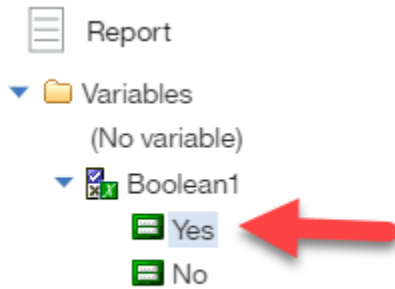 Report
Variables
(No variable)
Boolean1
Yes
No